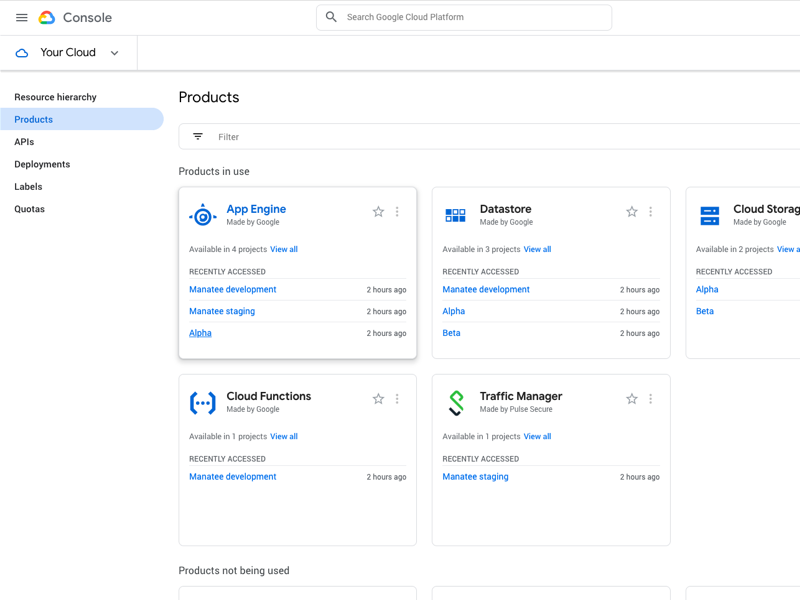 Console
Search Google Cloud Platform
Your Cloud
Resource hierarchy
Products
APIs
Deployments
Labels
Quotas
Products
Filter
Products in use
App Engine
Made by Google
Available in 4 projects View all
RECENTLY ACCESSED
Manatee development 2 hours ago
Manatee staging 2 hours ago
Alpha 2 hours ago
Datastore
Made by Google
Available in 3 projects View all
RECENTLY ACCESSED
Manatee development 2 hours ago
Alpha 2 hours ago
Beta 2 hours ago
Cloud Storag
Made by Google
Available in 2 projects View a
RECENTLY ACCESSED
Alpha
Beta
Cloud Functions
Made by Google
Available in 1 projects View all
RECENTLY ACCESSED
Manatee development 2 hours ago
Traffic Manager
Made by Pulse Secure
Available in 1 projects View all
RECENTLY ACCESSED
Manatee staging 2 hours ago
Products not being used